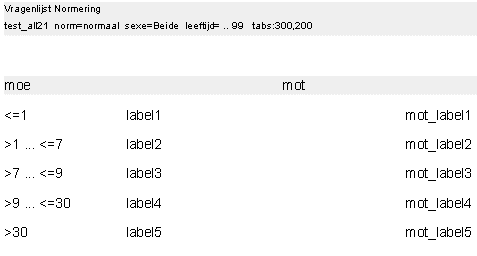 Vragenlijst Normering
test_all21 norm=normaal sexe=Beide leeftijd= .. 99 tabs:300,200
moe mot
<=1 label1 mot_label1
>1 ... <=7 label2 mot_label2
>7 ... <=9 label3 mot_label3
>9 ... <=30 label4 mot_label4
>30 label5 mot_label5